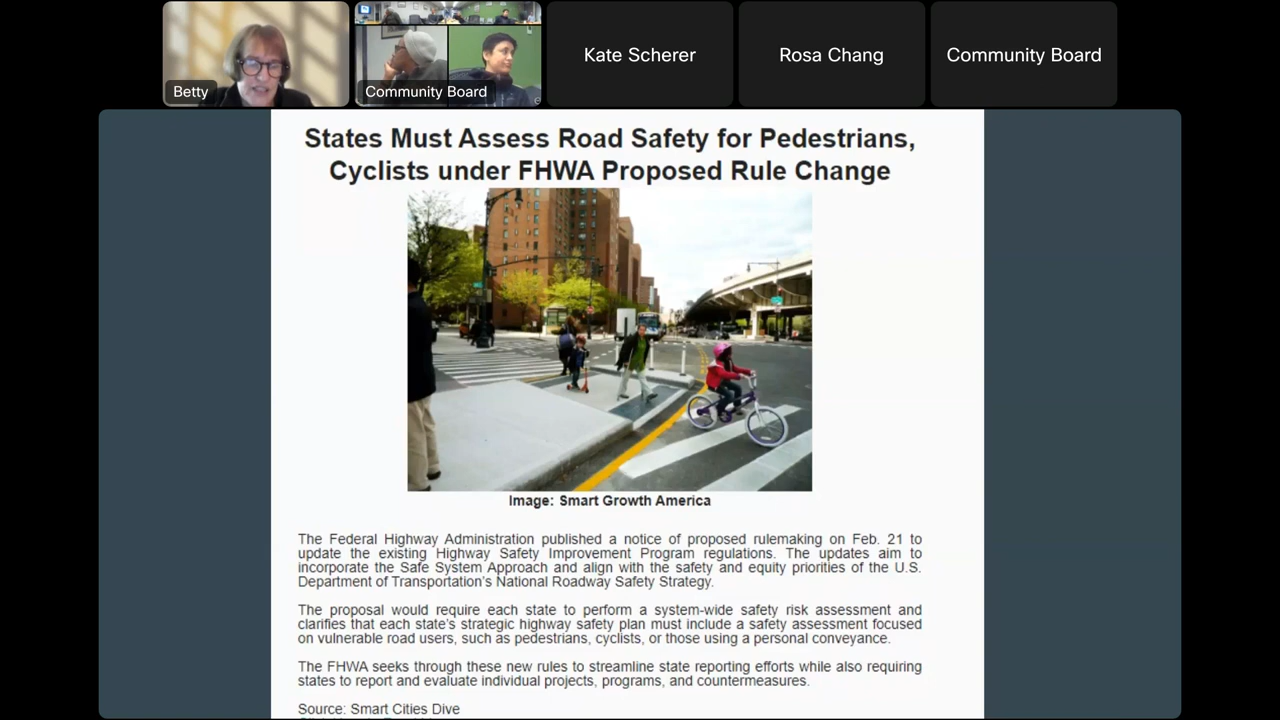 Betty
Community Board
Kate Scherer
Rosa Chang
Community Board
States Must Assess Road Safety for Pedestrians,
Cyclists under FHWA Proposed Rule Change
Image: Smart Growth America
The Federal Highway Administration published a notice of proposed rulemaking on Feb. 21 to
update the existing Highway Safety Improvement Program regulations. The updates aim to
incorporate the Safe System Approach and align with the safety and equity priorities of the U.S.
Department of Transportation's National Roadway Safety Strategy.
The proposal would require each state to perform a system-wide safety risk assessment and
clarifies that each state's strategic highway safety plan must include a safety assessment focused
on vulnerable road users, such as pedestrians, cyclists, or those using a personal conveyance.
The FHWA seeks through these new rules to streamline state reporting efforts while also requiring
states to report and evaluate individual projects, programs, and countermeasures.
Source: Smart Cities Dive